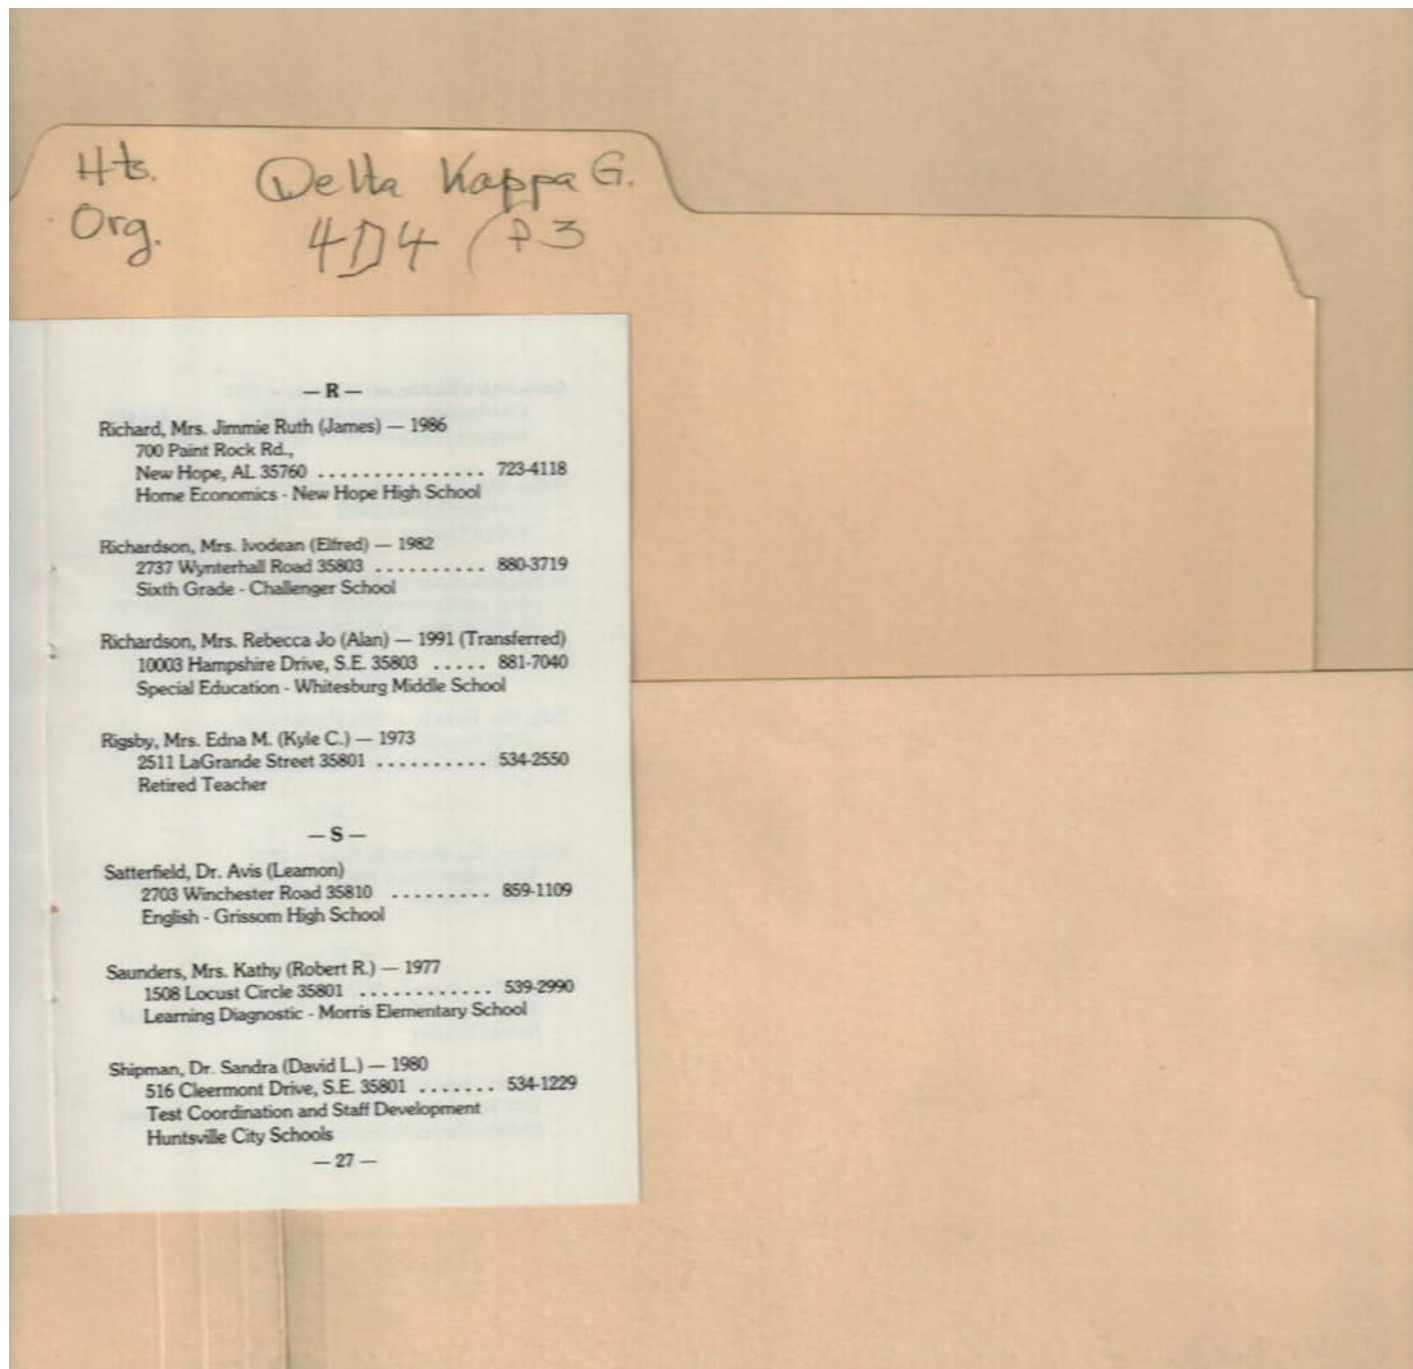 Hts. Delta Kappa G.
Org. 4D4 (P3
— R —
Richard, Mrs. Jimmie Ruth (James) — 1986
700 Paint Rock Rd.,
New Hope, AL 35760 ............... 723-4118
Home Economics - New Hope High School
Richardson, Mrs. Ivodean (Elfred) — 1982
2737 Wynterhall Road 35803 .......... 880-3719
Sixth Grade - Challenger School
Richardson, Mrs. Rebecca Jo (Alan) — 1991 (Transferred)
10003 Hampshire Drive, S.E. 35803 ..... 881-7040
Special Education - Whitesburg Middle School
Rigsby, Mrs. Edna M. (Kyle C.) — 1973
2511 LaGrande Street 35801 .......... 534-2550
Retired Teacher
— S —
Satterfield, Dr. Avis (Leamon)
2703 Winchester Road 35810 ......... 859-1109
English - Grissom High School
Saunders, Mrs. Kathy (Robert R.) — 1977
1508 Locust Circle 35801 ............ 539-2990
Learning Diagnostic - Morris Elementary School
Shipman, Dr. Sandra (David L.) — 1980
516 Cleermont Drive, S.E. 35801 ....... 534-1229
Test Coordination and Staff Development
Huntsville City Schools
— 27 —